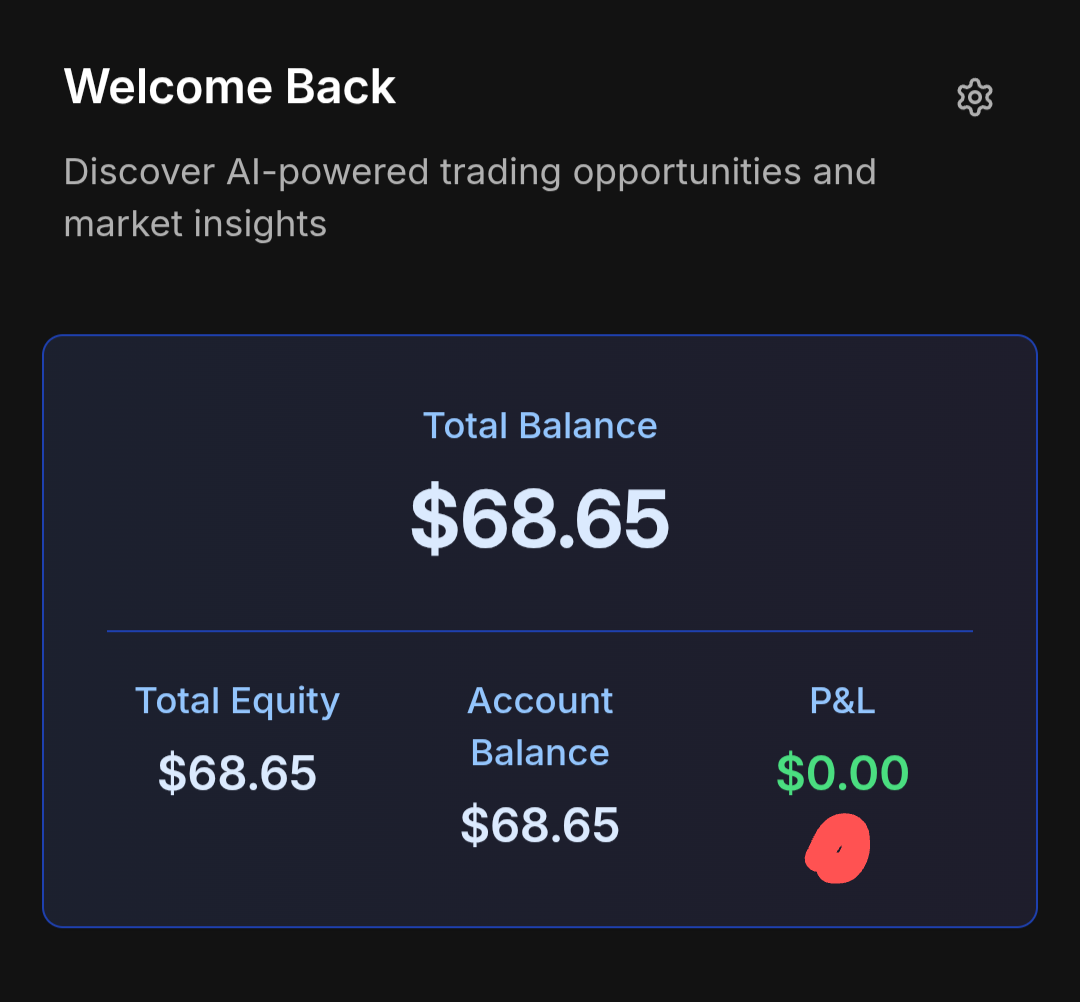 Welcome Back
Discover AI-powered trading opportunities and
market insights
Total Balance
$68.65
Total Equity
$68.65
Account
Balance
$68.65
P&L
$0.00